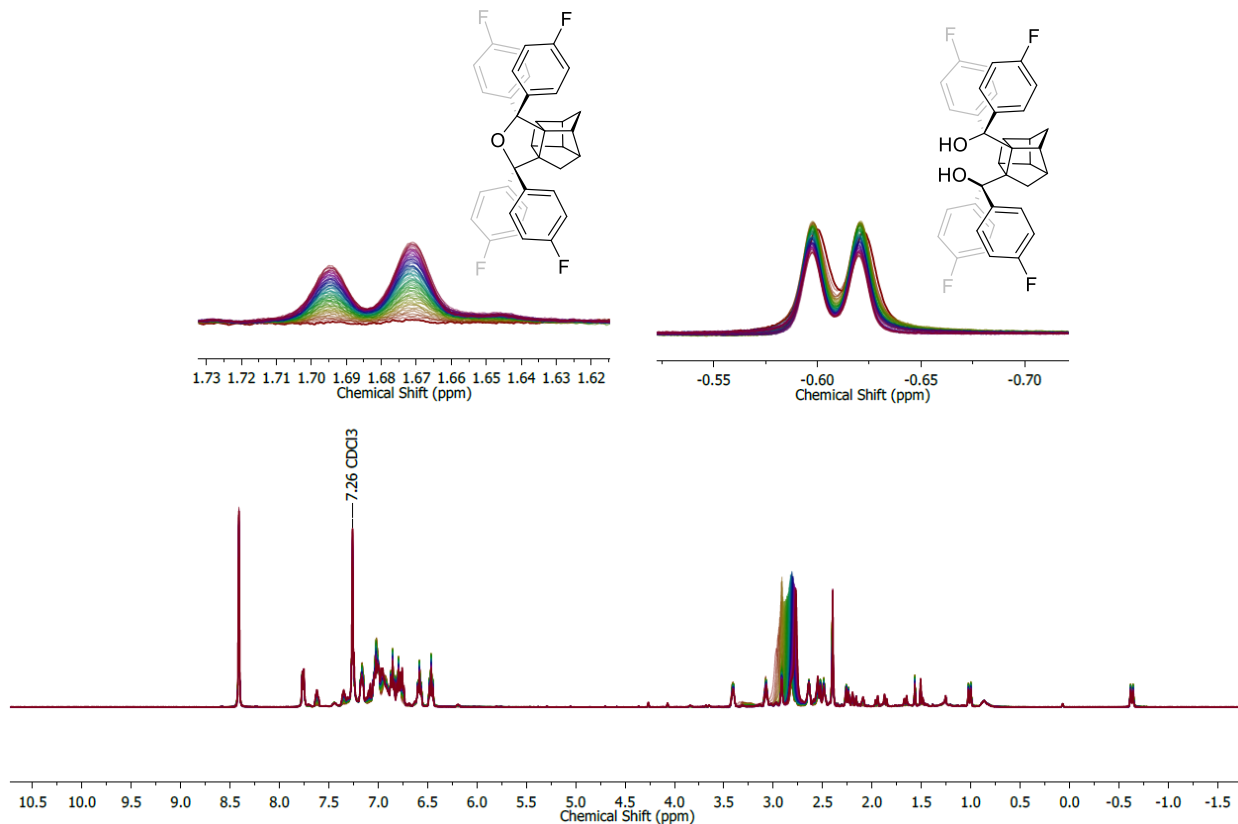 F
F
O
F
F
1.73 1.72 1.71 1.70 1.69 1.68 1.67 1.66 1.65 1.64 1.63 1.62
Chemical Shift (ppm)
F
F
HO
HO
F
F
-0.55 -0.60 -0.65 -0.70
Chemical Shift (ppm)
7.26 CDCl3
10.5 10.0 9.5 9.0 8.5 8.0 7.5 7.0 6.5 6.0 5.5 5.0 4.5 4.0 3.5 3.0 2.5 2.0 1.5 1.0 0.5 0.0 -0.5 -1.0 -1.5
Chemical Shift (ppm)